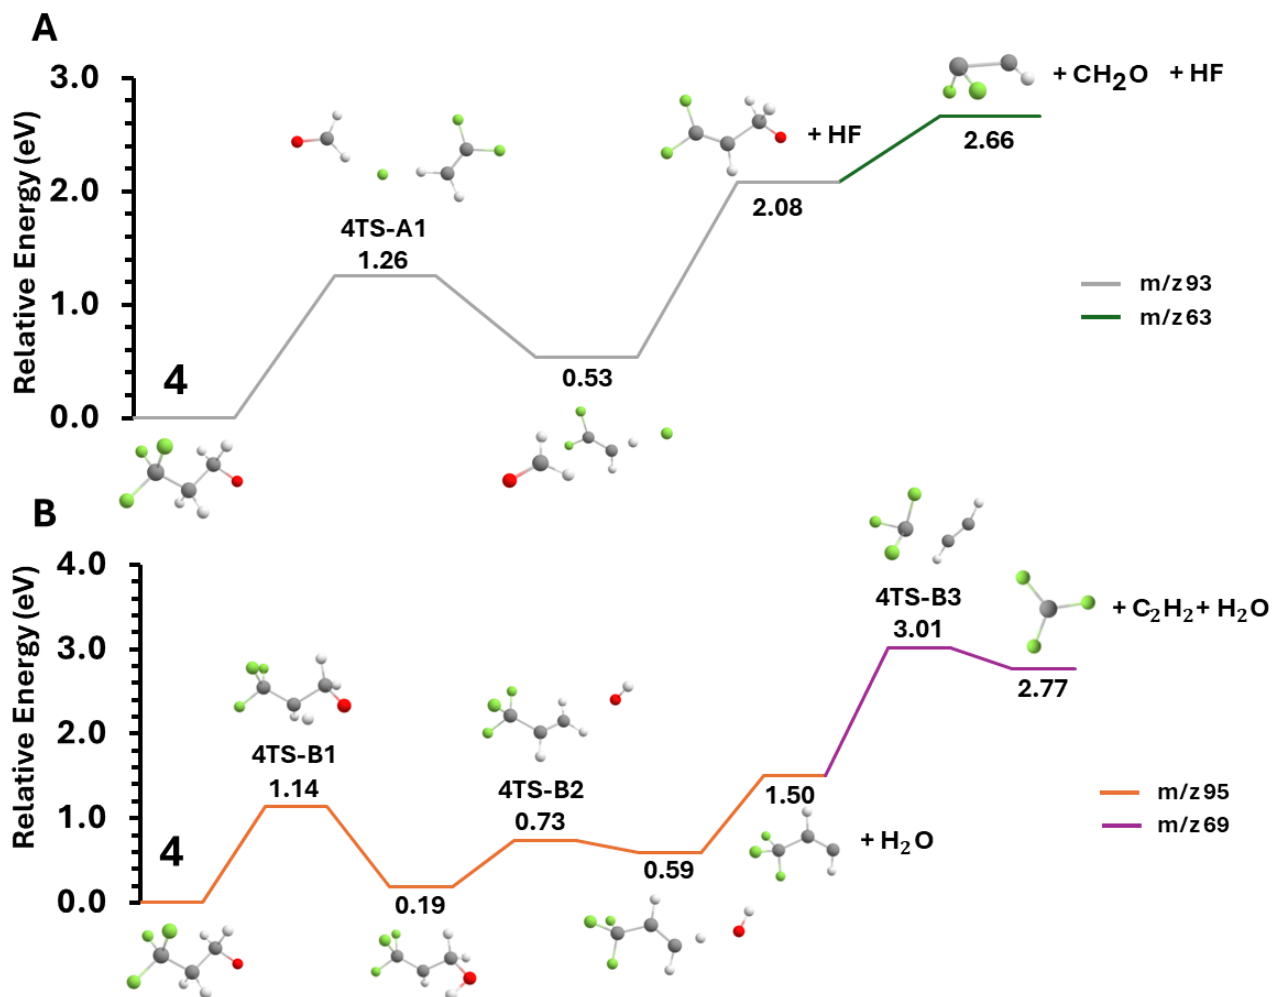 A
Relative Energy (eV)
3.0
2.0
1.0
0.0
4
4TS-A1
1.26
0.53
+ HF
2.08
+ CH₂O + HF
2.66
m/z 93
m/z 63
B
Relative Energy (eV)
4.0
3.0
2.0
1.0
0.0
4
4TS-B1
1.14
0.19
4TS-B2
0.73
0.59
1.50
+ H₂O
4TS-B3
3.01
+ C₂H₂ + H₂O
2.77
m/z 95
m/z 69